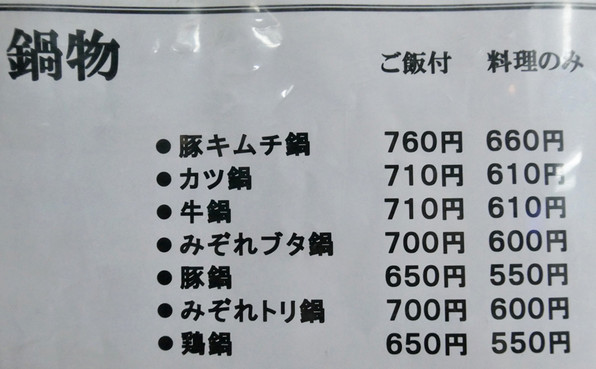 鍋物 ご飯付 料理のみ
●豚キムチ鍋 760円 660円
●カツ鍋 710円 610円
●牛鍋 710円 610円
●みぞれブタ鍋 700円 600円
●豚鍋 650円 550円
●みぞれトリ鍋 700円 600円
●鶏鍋 650円 550円